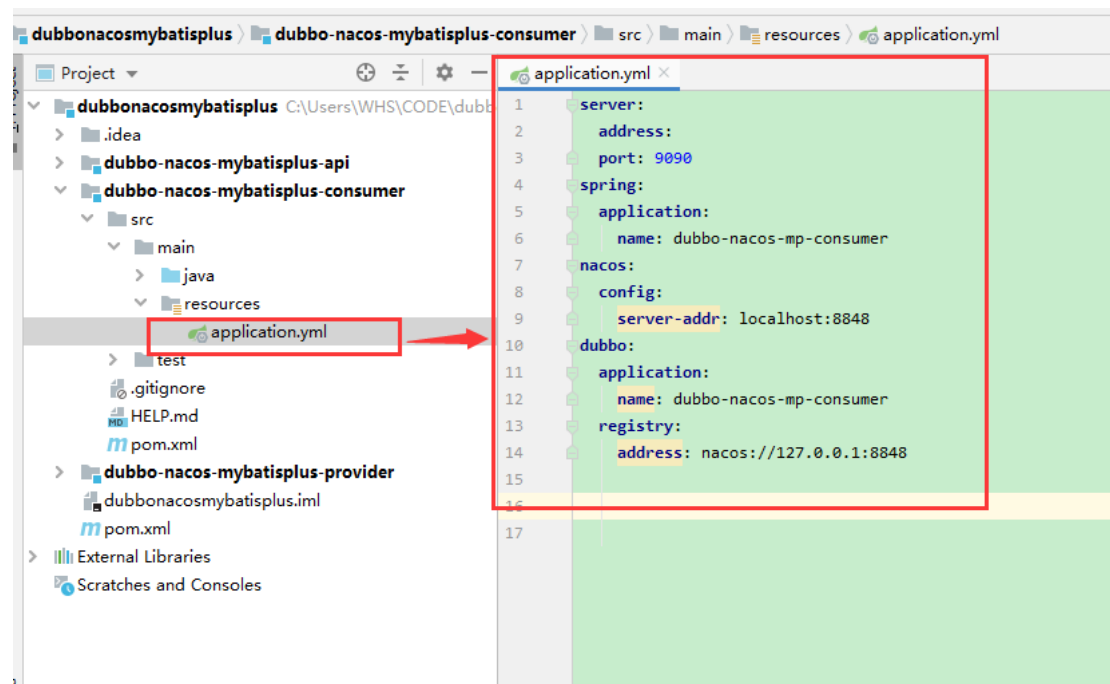 dubbonacosmybatisplus 〉 dubbo-nacos-mybatisplus-consumer 〉 src 〉 main 〉 resources 〉 application.yml
Project
dubbonacosmybatisplus C:\Users\WHS\CODE\dubb
.idea
dubbo-nacos-mybatisplus-api
dubbo-nacos-mybatisplus-consumer
src
main
java
resources
application.yml
test
.gitignore
HELP.md
pom.xml
dubbo-nacos-mybatisplus-provider
dubbonacosmybatisplus.iml
pom.xml
External Libraries
Scratches and Consoles
application.yml ×
1 server:
2   address:
3   port: 9090
4 spring:
5   application:
6     name: dubbo-nacos-mp-consumer
7 nacos:
8   config:
9     server-addr: localhost:8848
10 dubbo:
11   application:
12     name: dubbo-nacos-mp-consumer
13   registry:
14     address: nacos://127.0.0.1:8848
15
16
17